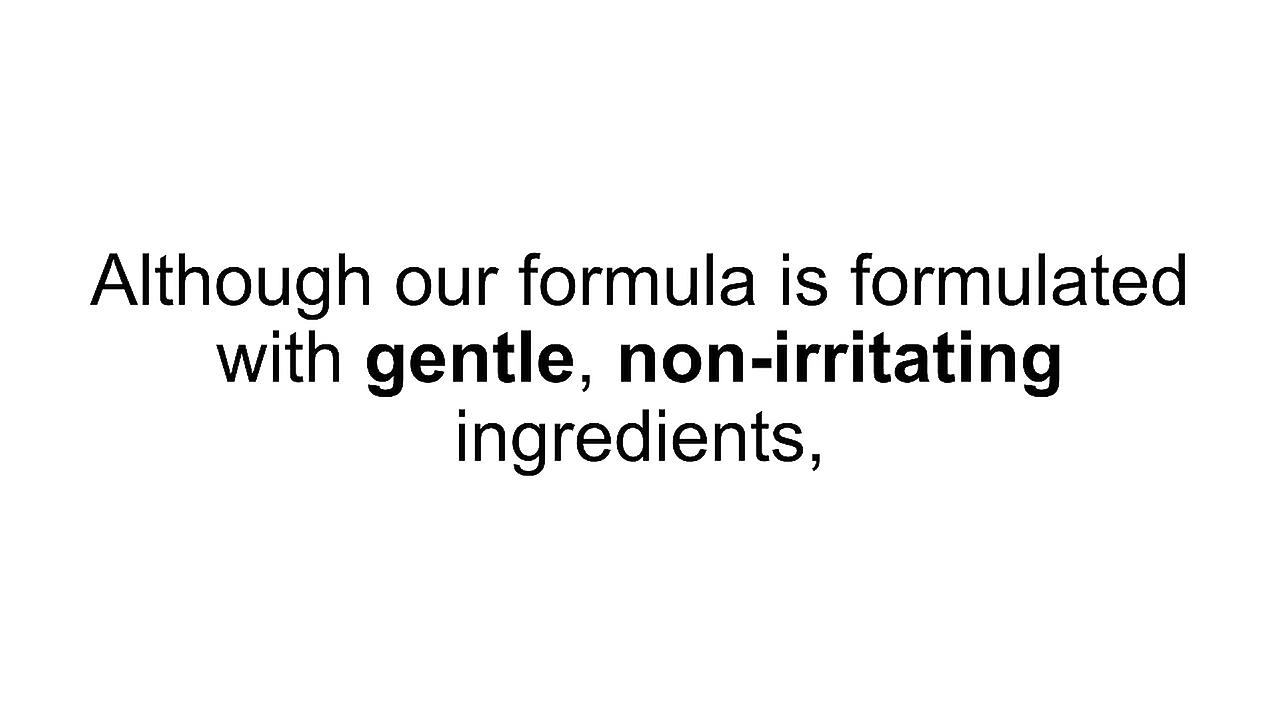 Although our formula is formulated
with gentle, non-irritating
ingredients,